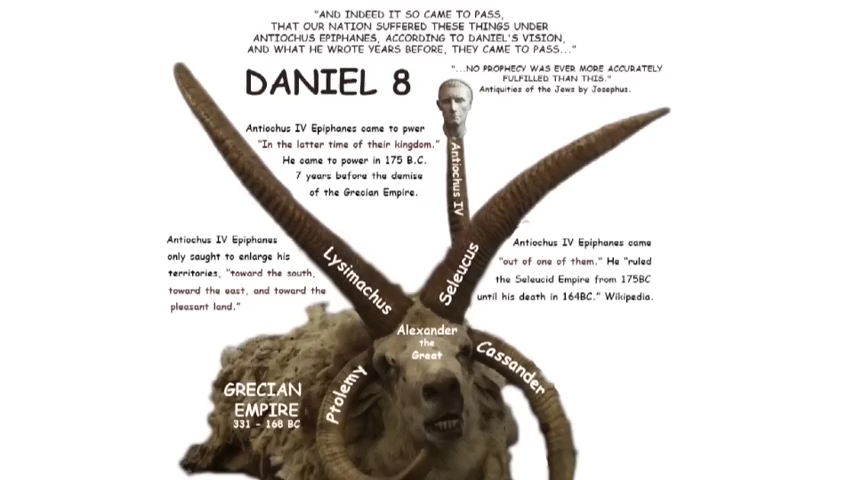 "AND INDEED IT SO CAME TO PASS,
THAT OUR NATION SUFFERED THESE THINGS UNDER
ANTIOCHUS EPIPHANES, ACCORDING TO DANIEL'S VISION,
AND WHAT HE WROTE YEARS BEFORE, THEY CAME TO PASS..."
DANIEL 8
"...NO PROPHECY WAS EVER MORE ACCURATELY
FULFILLED THAN THIS."
Antiquities of the Jews by Josephus.
Antiochus IV Epiphanes came to pwer
"In the latter time of their kingdom."
He came to power in 175 B.C.
7 years before the demise
of the Grecian Empire.
Antiochus IV
Antiochus IV Epiphanes
only saught to enlarge his
territories, "toward the south,
toward the east, and toward the
pleasant land."
Lysimachus
Seleucus
Antiochus IV Epiphanes came
"out of one of them." He "ruled
the Seleucid Empire from 175BC
until his death in 164BC." Wikipedia.
Alexander
the
Great
Ptolemy
Cassander
GRECIAN
EMPIRE
331 - 168 BC